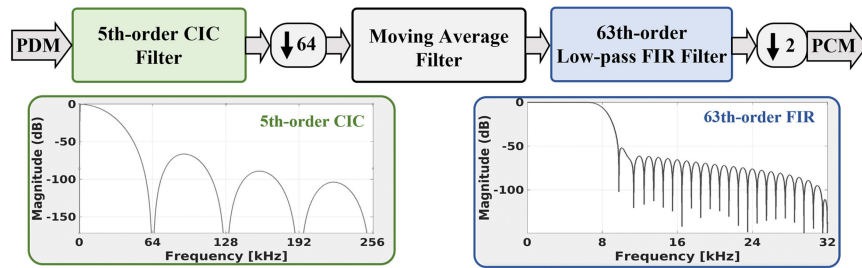 PDM
5th-order CIC
Filter
64
Moving Average
Filter
63th-order
Low-pass FIR Filter
2
PCM
5th-order CIC
Magnitude (dB)
0
-50
-100
-150
0 64 128 192 256
Frequency [kHz]
63th-order FIR
Magnitude (dB)
0
-50
-100
0 8 16 24 32
Frequency [kHz]